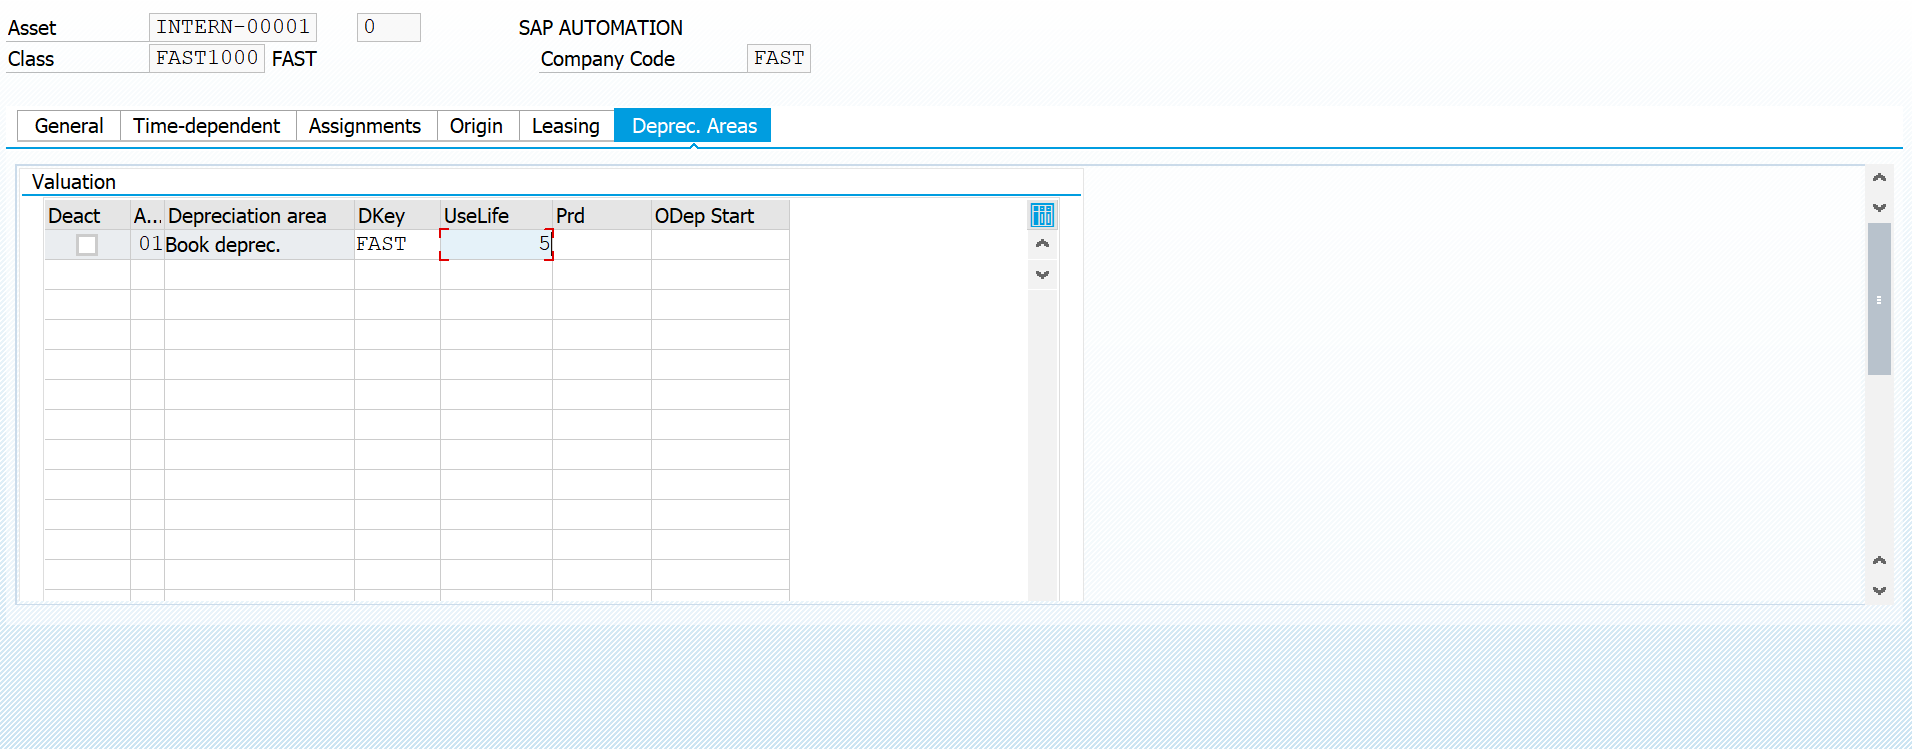 Asset INTERN-00001 0 SAP AUTOMATION
Class FAST1000 FAST Company Code FAST
General Time-dependent Assignments Origin Leasing Deprec. Areas
Valuation
Deact A... Depreciation area DKey UseLife Prd ODep Start
01 Book deprec. FAST 5